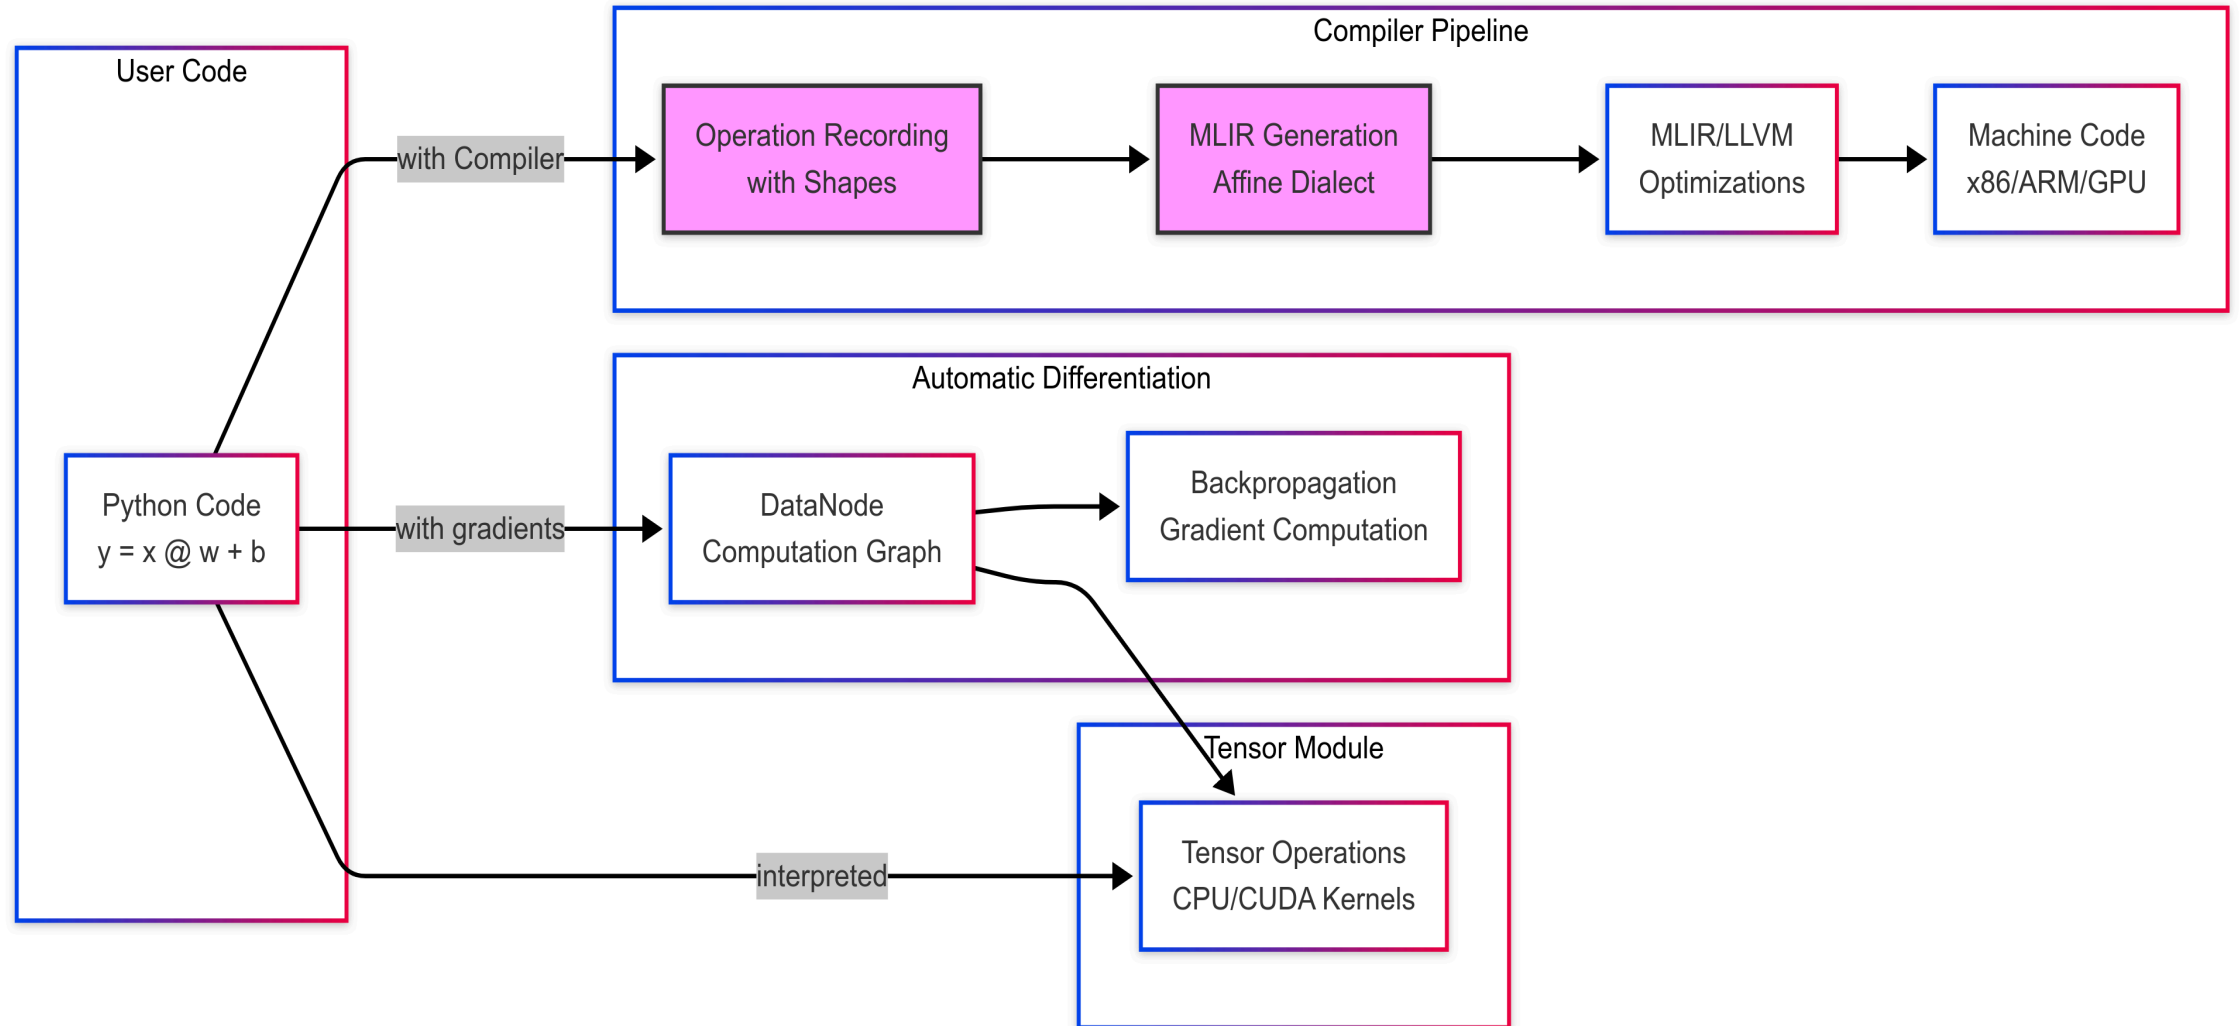 Compiler Pipeline
User Code
Operation Recording
with Shapes
MLIR Generation
Affine Dialect
MLIR/LLVM
Optimizations
Machine Code
x86/ARM/GPU
with Compiler
Automatic Differentiation
Python Code
y = x @ w + b
with gradients
DataNode
Computation Graph
Backpropagation
Gradient Computation
Tensor Module
interpreted
Tensor Operations
CPU/CUDA Kernels